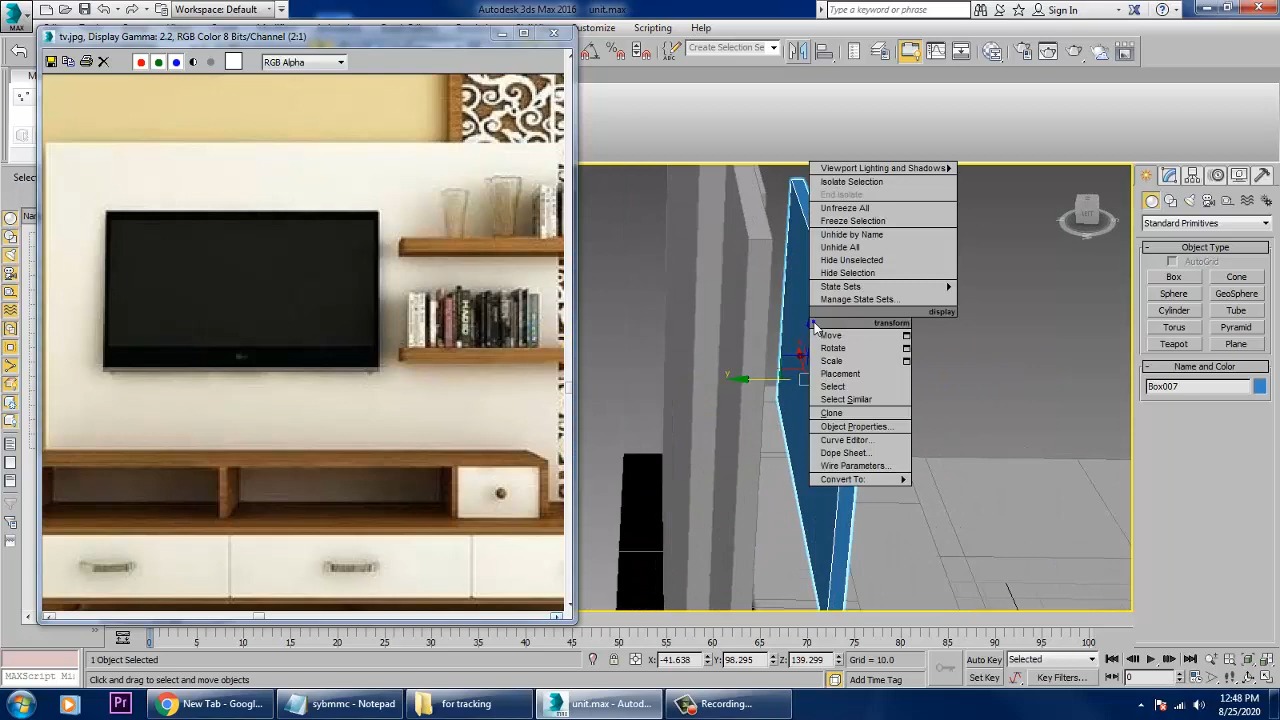 Workspace: Default
Autodesk 3ds Max 2016 unit.max
Type a keyword or phrase
Sign In
MAX
tv.jpg, Display Gamma: 2.2, RGB Color 8 Bits/Channel (2:1)
Customize Scripting Help
Create Selection Se
RGB Alpha
Viewport Lighting and Shadows
Isolate Selection
End Isolate
Unfreeze All
Freeze Selection
Unhide by Name
Unhide All
Hide Unselected
Hide Selection
State Sets
Manage State Sets...
display
transform
Move
Rotate
Scale
Placement
Select
Select Similar
Clone
Object Properties...
Curve Editor...
Dope Sheet...
Wire Parameters...
Convert To:
y
Standard Primitives
Object Type
AutoGrid
Box Cone
Sphere GeoSphere
Cylinder Tube
Torus Pyramid
Teapot Plane
Name and Color
Box007
0 5 10 15 20 25 30 35 40 45 50 55 60 65 70 75 80 85 90 95 100
1 Object Selected
X: -41.638 Y: 98.295 Z: 139.299 Grid = 10.0
Auto Key Selected
MAXScript Mi
Click and drag to select and move objects
Add Time Tag
Set Key Key Filters...
0
New Tab - Googl...
sybmmc - Notepad
for tracking
unit.max - Autod...
Recording...
12:48 PM
8/25/2020